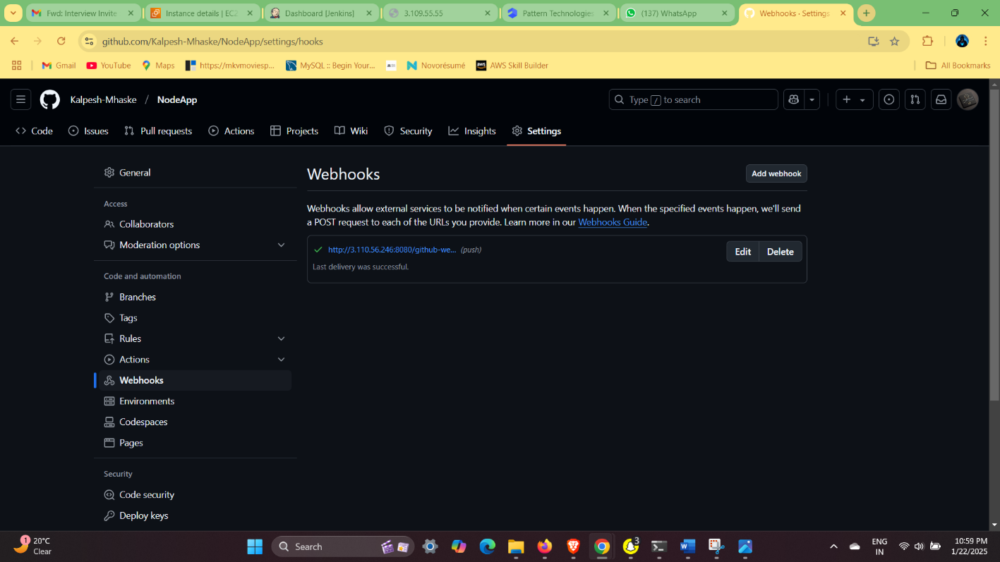 Fwd: Interview Invite
Instance details | EC2
Dashboard [Jenkins]
3.109.55.55
Pattern Technologies
(137) WhatsApp
Webhooks · Settings
github.com/Kalpesh-Mhaske/NodeApp/settings/hooks
Gmail
YouTube
Maps
https://mkvmoviesp...
MySQL :: Begin Your...
Novorésumé
AWS Skill Builder
All Bookmarks
Kalpesh-Mhaske / NodeApp
Type / to search
Code
Issues
Pull requests
Actions
Projects
Wiki
Security
Insights
Settings
General
Access
Collaborators
Moderation options
Code and automation
Branches
Tags
Rules
Actions
Webhooks
Environments
Codespaces
Pages
Security
Code security
Deploy keys
Webhooks
Add webhook
Webhooks allow external services to be notified when certain events happen. When the specified events happen, we'll send
a POST request to each of the URLs you provide. Learn more in our Webhooks Guide.
http://3.110.56.246:8080/github-we... (push)
Edit
Delete
Last delivery was successful.
1
20°C
Clear
Search
3
ENG
IN
10:59 PM
1/22/2025